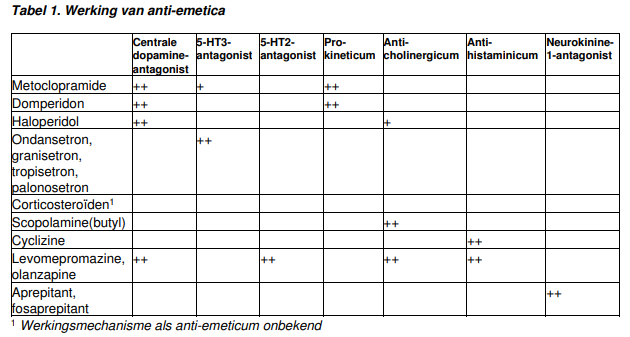 Tabel 1. Werking van anti-emetica
Centrale dopamine-antagonist 5-HT3-antagonist 5-HT2-antagonist Pro-kineticum Anti-cholinergicum Anti-histaminicum Neurokinine-1-antagonist
Metoclopramide ++ + ++
Domperidon ++ ++
Haloperidol ++ +
Ondansetron, granisetron, tropisetron, palonosetron ++
Corticosteroïden1
Scopolamine(butyl) ++
Cyclizine ++
Levomepromazine, olanzapine ++ ++ ++ ++
Aprepitant, fosaprepitant ++
1 Werkingsmechanisme als anti-emeticum onbekend